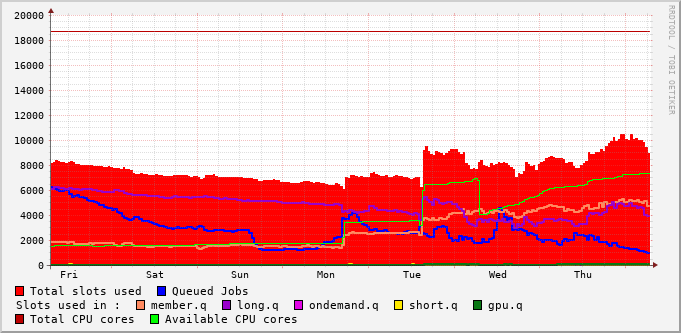 20000
18000
16000
14000
12000
10000
8000
6000
4000
2000
0
Fri Sat Sun Mon Tue Wed Thu
RRDTOOL / TOBI OETIKER
Total slots used Queued Jobs
Slots used in : member.q long.q ondemand.q short.q gpu.q
Total CPU cores Available CPU cores